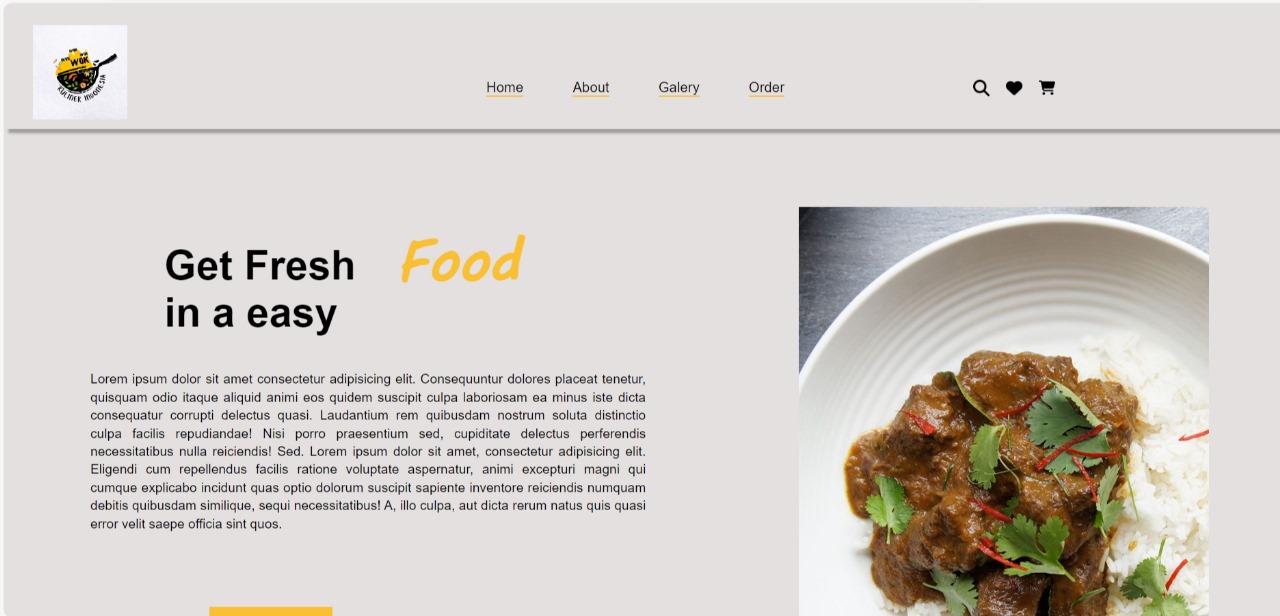 WOK
KULINER INDONESIA
Home About Galery Order
Get Fresh Food
in a easy
Lorem ipsum dolor sit amet consectetur adipisicing elit. Consequuntur dolores placeat tenetur,
quisquam odio itaque aliquid animi eos quidem suscipit culpa laboriosam ea minus iste dicta
consequatur corrupti delectus quasi. Laudantium rem quibusdam nostrum soluta distinctio
culpa facilis repudiandae! Nisi porro praesentium sed, cupiditate delectus perferendis
necessitatibus nulla reiciendis! Sed. Lorem ipsum dolor sit amet, consectetur adipisicing elit.
Eligendi cum repellendus facilis ratione voluptate aspernatur, animi excepturi magni qui
cumque explicabo incidunt quas optio dolorum suscipit sapiente inventore reiciendis numquam
debitis quibusdam similique, sequi necessitatibus! A, illo culpa, aut dicta rerum natus quis quasi
error velit saepe officia sint quos.